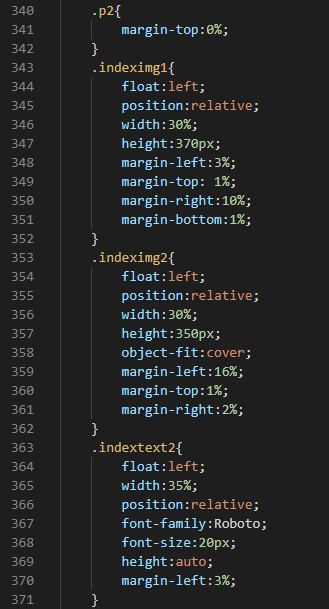 340 .p2{
341 margin-top:0%;
342 }
343 .indeximg1{
344 float:left;
345 position:relative;
346 width:30%;
347 height:370px;
348 margin-left:3%;
349 margin-top: 1%;
350 margin-right:10%;
351 margin-bottom:1%;
352 }
353 .indeximg2{
354 float:left;
355 position:relative;
356 width:30%;
357 height:350px;
358 object-fit:cover;
359 margin-left:16%;
360 margin-top:1%;
361 margin-right:2%;
362 }
363 .indextext2{
364 float:left;
365 width:35%;
366 position:relative;
367 font-family:Roboto;
368 font-size:20px;
369 height:auto;
370 margin-left:3%;
371 }